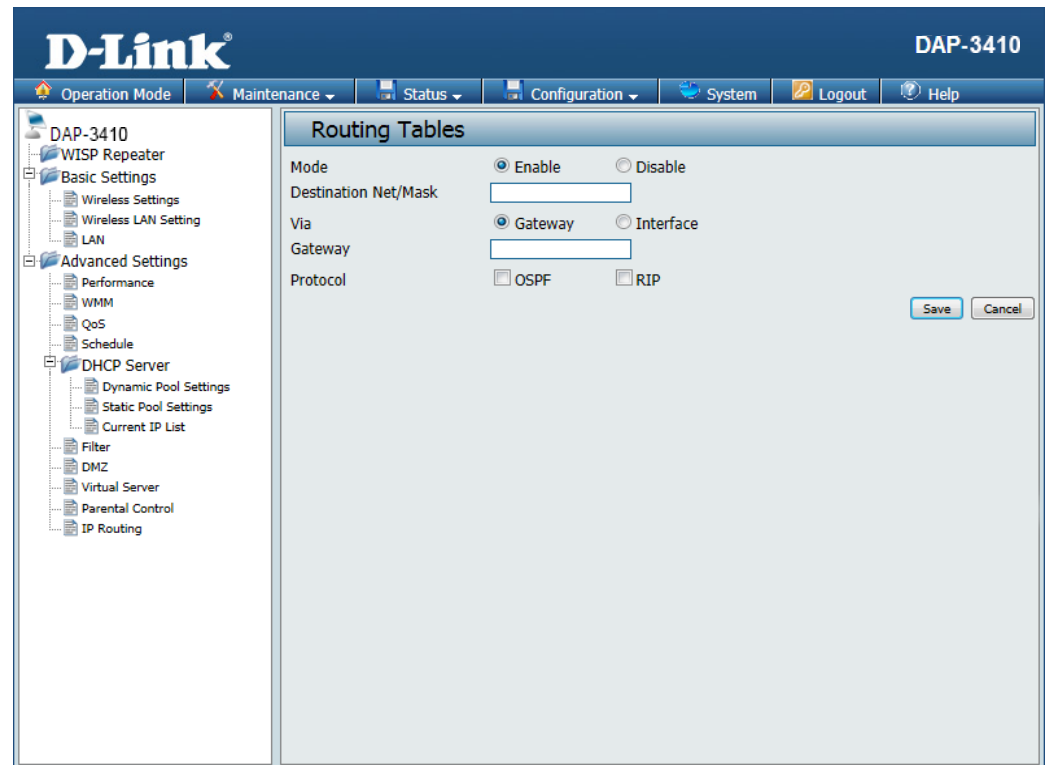 D-Link®
DAP-3410
Operation Mode Maintenance Status Configuration System Logout Help
DAP-3410
WISP Repeater
Basic Settings
Wireless Settings
Wireless LAN Setting
LAN
Advanced Settings
Performance
WMM
QoS
Schedule
DHCP Server
Dynamic Pool Settings
Static Pool Settings
Current IP List
Filter
DMZ
Virtual Server
Parental Control
IP Routing
Routing Tables
Mode Enable Disable
Destination Net/Mask
Via Gateway Interface
Gateway
Protocol OSPF RIP
Save Cancel